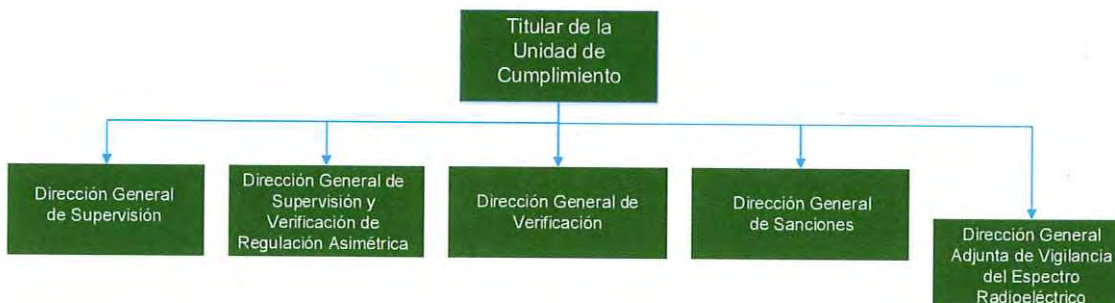 Titular de la
Unidad de
Cumplimiento
Dirección General
de Supervisión
Dirección General de
Supervisión y
Verificación de
Regulación Asimétrica
Dirección General de
Verificación
Dirección General
de Sanciones
Dirección General
Adjunta de Vigilancia
del Espectro
Radioeléctrico